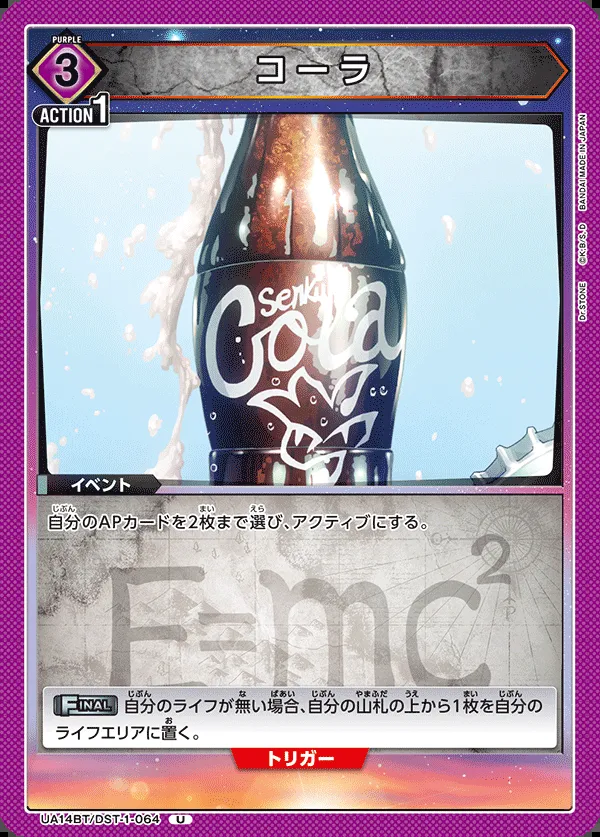 PURPLE
3
コーラ
ACTION 1
Senku
Cola
Dr.STONE ©K:B/S,D BANDAI MADE IN JAPAN
イベント
自分のAPカードを2枚まで選び、アクティブにする。
E=mc²
FINAL 自分のライフが無い場合、自分の山札の上から1枚を自分の
ライフエリアに置く。
トリガー
UA14BT/DST-1-064 U